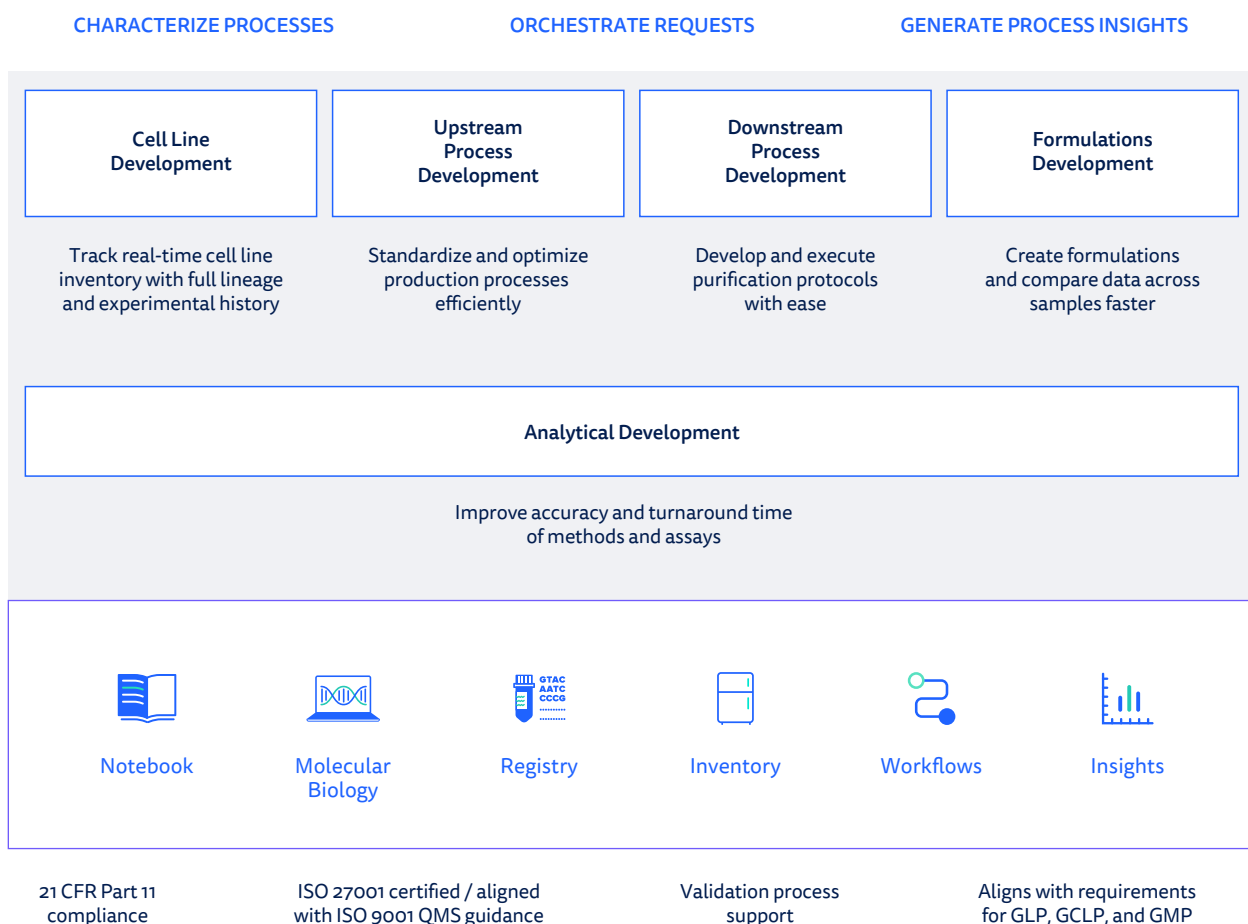 CHARACTERIZE PROCESSES
ORCHESTRATE REQUESTS
GENERATE PROCESS INSIGHTS
Cell Line
Development
Upstream
Process
Development
Downstream
Process
Development
Formulations
Development
Track real-time cell line
inventory with full lineage
and experimental history
Standardize and optimize
production processes
efficiently
Develop and execute
purification protocols
with ease
Create formulations
and compare data across
samples faster
Analytical Development
Improve accuracy and turnaround time
of methods and assays
GTAC
AATC
CCCG
Notebook
Molecular
Biology
Registry
Inventory
Workflows
Insights
21 CFR Part 11
compliance
ISO 27001 certified / aligned
with ISO 9001 QMS guidance
Validation process
support
Aligns with requirements
for GLP, GCLP, and GMP